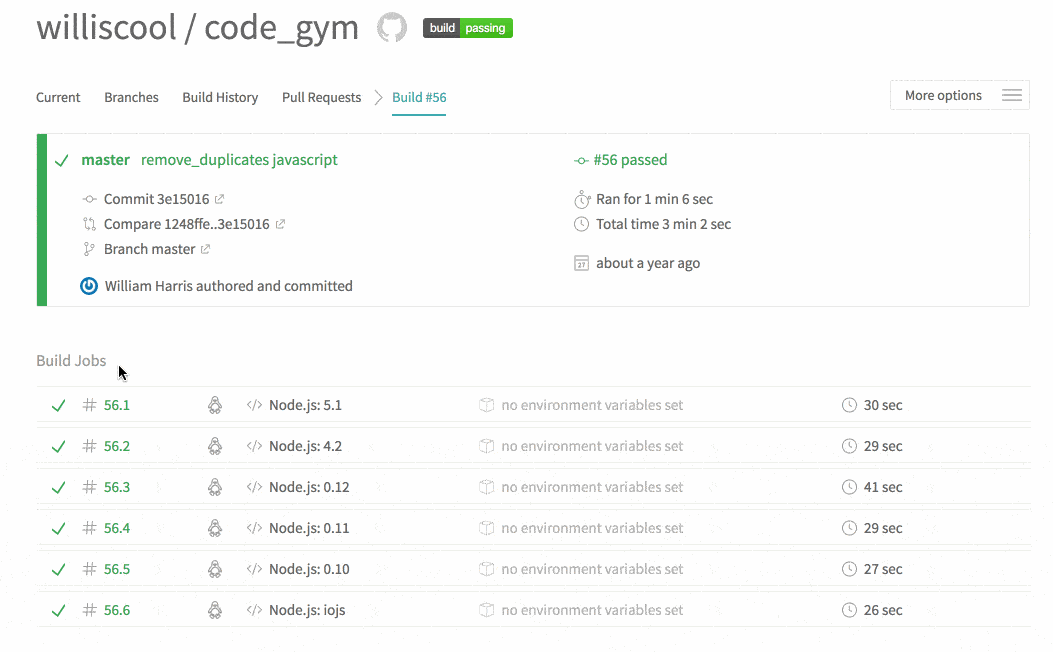 williscool / code_gym build passing
Current Branches Build History Pull Requests Build #56 More options
master remove_duplicates javascript #56 passed
Commit 3e15016 Ran for 1 min 6 sec
Compare 1248ffe..3e15016 Total time 3 min 2 sec
Branch master
27 about a year ago
William Harris authored and committed
Build Jobs
# 56.1 </> Node.js: 5.1 no environment variables set 30 sec
# 56.2 </> Node.js: 4.2 no environment variables set 29 sec
# 56.3 </> Node.js: 0.12 no environment variables set 41 sec
# 56.4 </> Node.js: 0.11 no environment variables set 29 sec
# 56.5 </> Node.js: 0.10 no environment variables set 27 sec
# 56.6 </> Node.js: iojs no environment variables set 26 sec